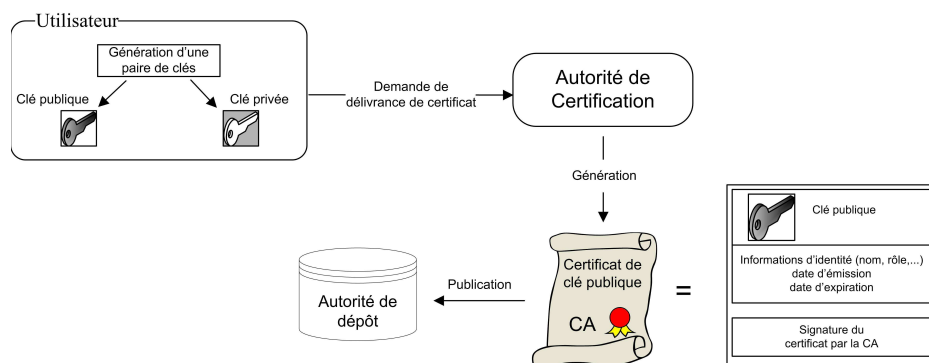 Utilisateur
Génération d'une
paire de clés
Clé publique
Clé privée
Demande de
délivrance de certificat
Autorité de
Certification
Génération
Certificat de
clé publique
CA
Publication
Autorité de
dépôt
=
Clé publique
Informations d'identité (nom, rôle,...)
date d'émission
date d'expiration
Signature du
certificat par la CA